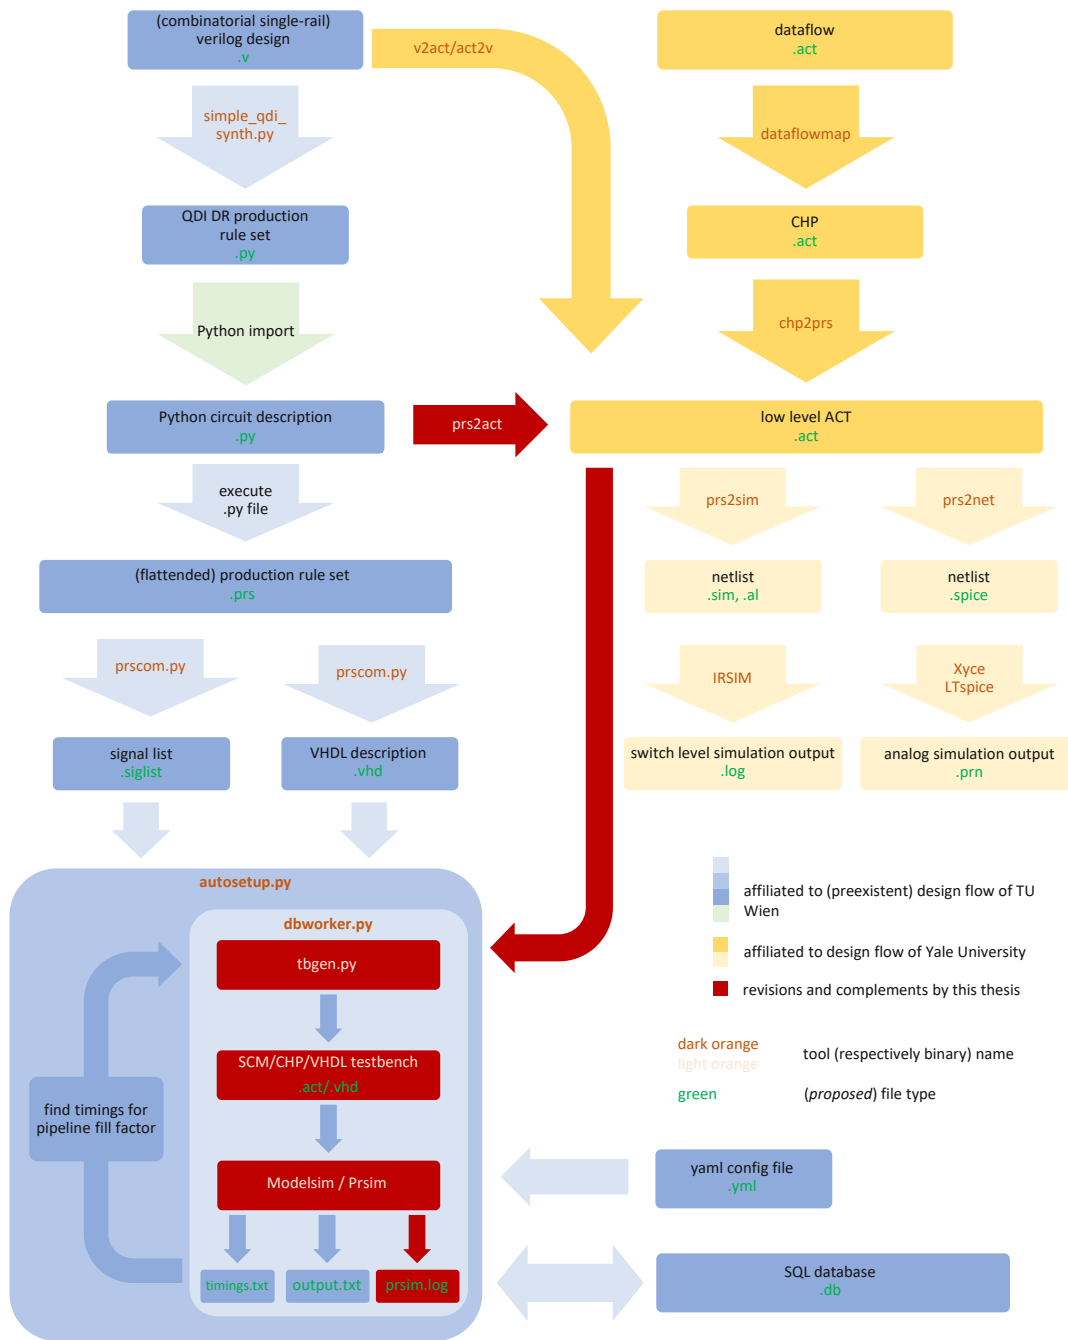 (combinatorial single-rail)
verilog design
.v
v2act/act2v
dataflow
.act
simple_qdi_
synth.py
dataflowmap
QDI DR production
rule set
.py
CHP
.act
Python import
chp2prs
Python circuit description
.py
prs2act
low level ACT
.act
execute
.py file
prs2sim
prs2net
(flattended) production rule set
.prs
netlist
.sim, .al
netlist
.spice
prscom.py
prscom.py
IRSIM
Xyce
LTspice
signal list
.siglist
VHDL description
.vhd
switch level simulation output
.log
analog simulation output
.prn
autosetup.py
dbworker.py
tbgen.py
SCM/CHP/VHDL testbench
.act/.vhd
find timings for
pipeline fill factor
Modelsim / Prsim
timings.txt
output.txt
prsim.log
affiliated to (preexistent) design flow of TU
Wien
affiliated to design flow of Yale University
revisions and complements by this thesis
dark orange
light orange
tool (respectively binary) name
green
(proposed) file type
yaml config file
.yml
SQL database
.db